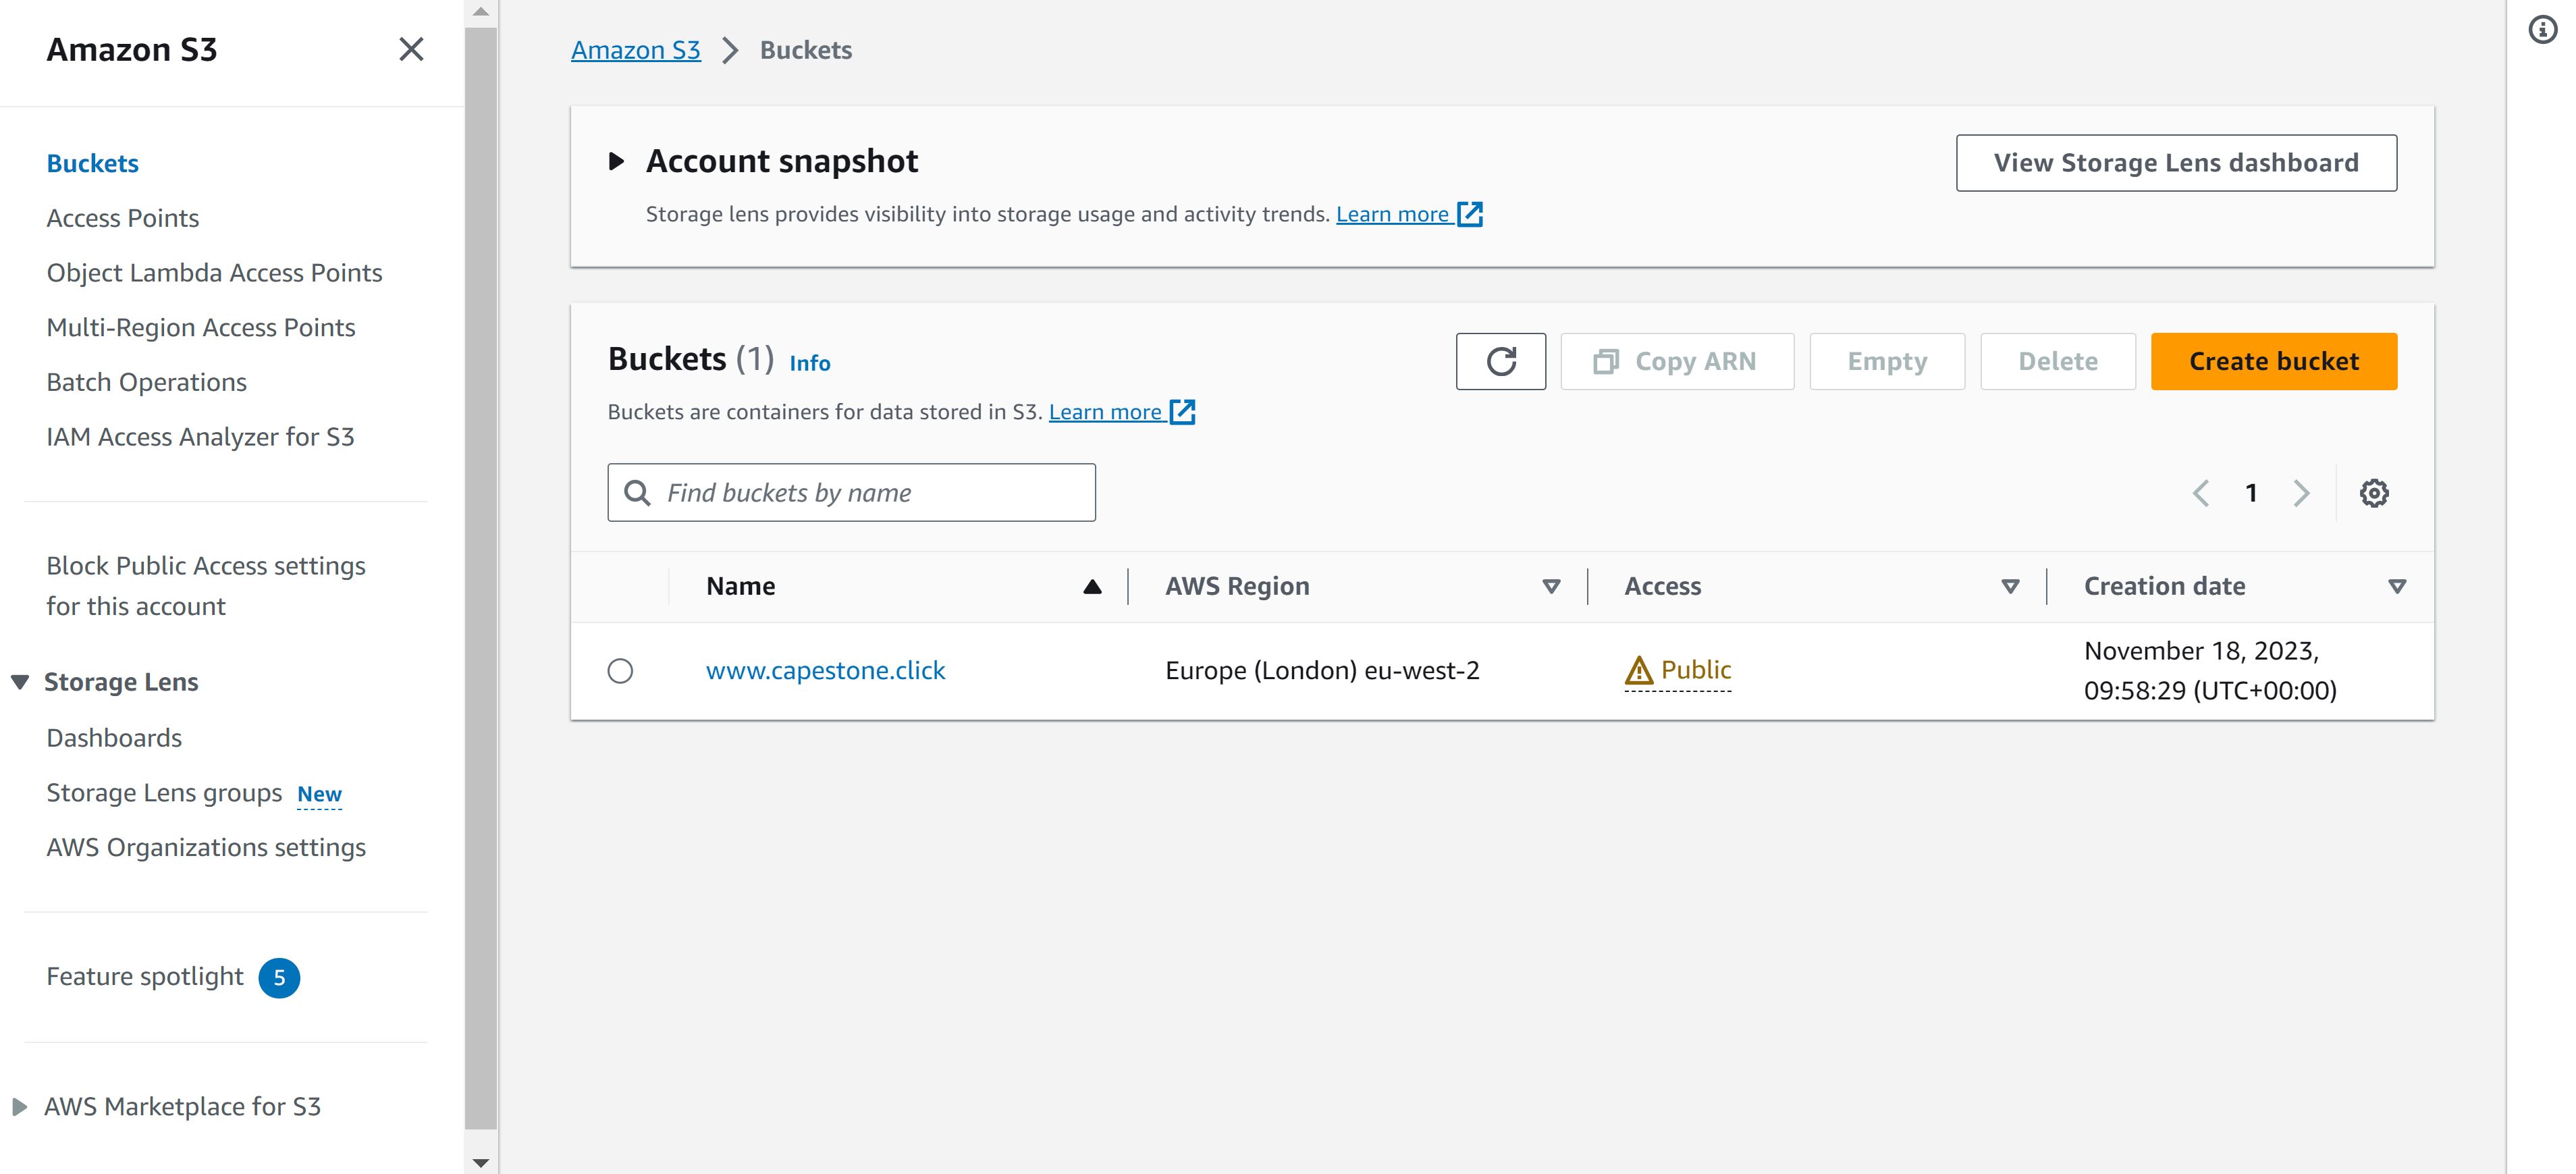 Amazon S3
Buckets
Access Points
Object Lambda Access Points
Multi-Region Access Points
Batch Operations
IAM Access Analyzer for S3
Block Public Access settings
for this account
Storage Lens
Dashboards
Storage Lens groups New
AWS Organizations settings
Feature spotlight 5
AWS Marketplace for S3
Amazon S3 Buckets
Account snapshot
View Storage Lens dashboard
Storage lens provides visibility into storage usage and activity trends. Learn more
Buckets (1) Info
Copy ARN
Empty
Delete
Create bucket
Buckets are containers for data stored in S3. Learn more
Find buckets by name
1
Name AWS Region Access Creation date
www.capestone.click Europe (London) eu-west-2 Public November 18, 2023,
09:58:29 (UTC+00:00)